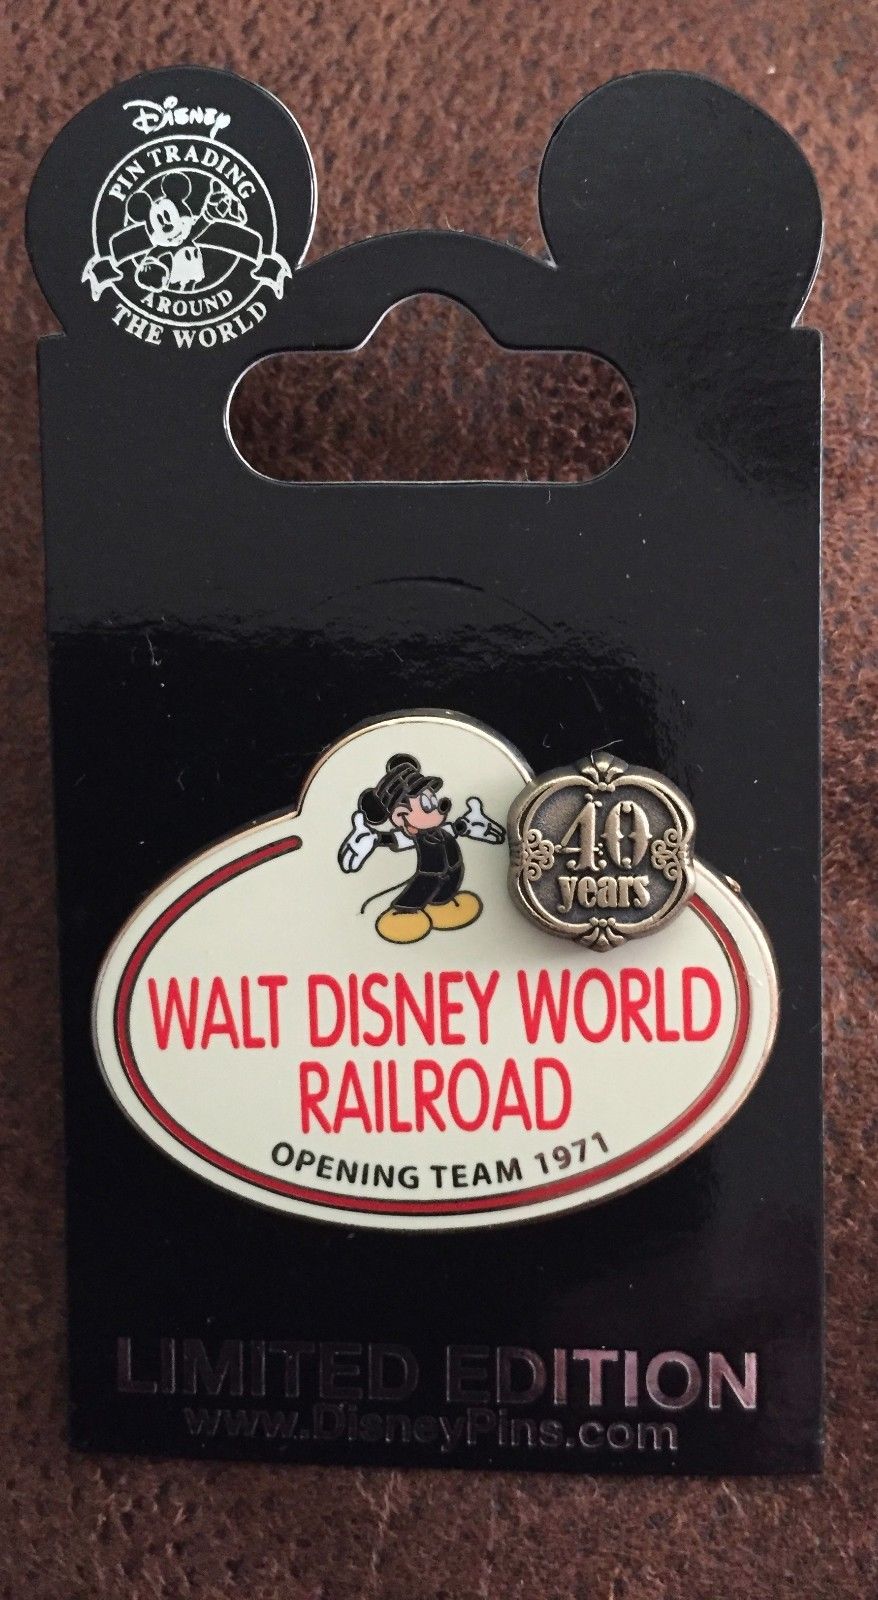 Disney
PIN TRADING
AROUND
THE WORLD
40
years
WALT DISNEY WORLD
RAILROAD
OPENING TEAM 1971
LIMITED EDITION
www.DisneyPins.com